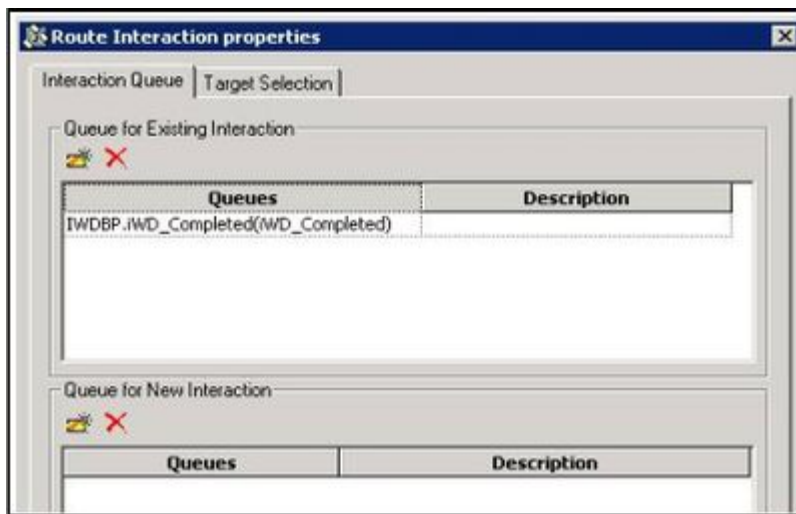 Route Interaction properties
Interaction Queue Target Selection
Queue for Existing Interaction
Queues Description
IWDBP.iWD_Completed(iWD_Completed)
Queue for New Interaction
Queues Description